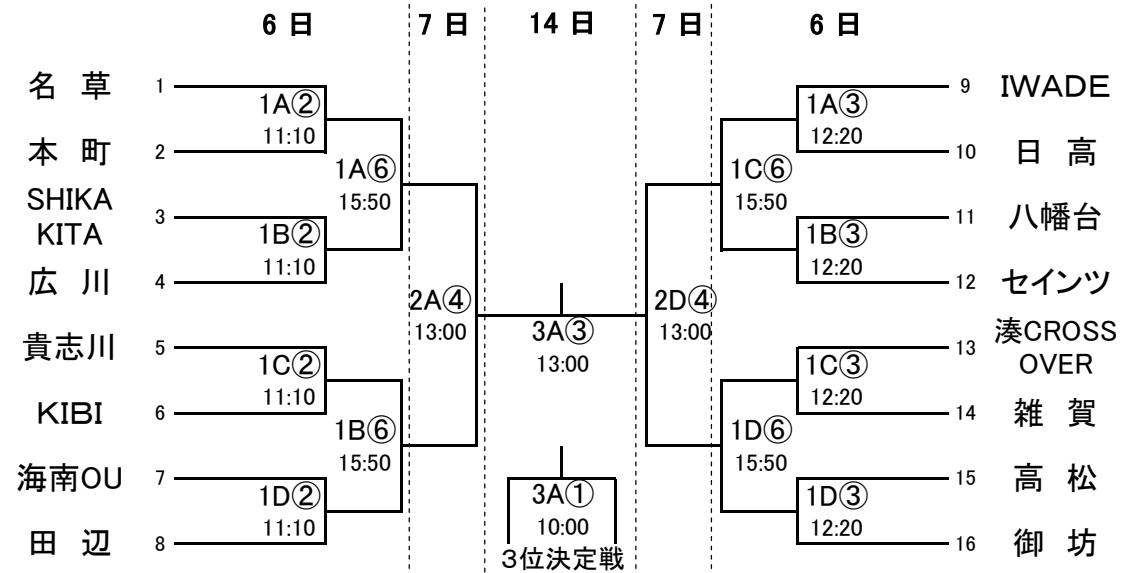 6 日 7 日 14 日 7 日 6 日
名 草 1
1A②
11:10
本 町 2
1A⑥
15:50
SHIKA
KITA 3
1B②
11:10
広 川 4
2A④
13:00
貴志川 5
1C②
11:10
KIBI 6
1B⑥
15:50
海南OU 7
1D②
11:10
田 辺 8
3A③
13:00
3A①
10:00
3位決定戦
9 IWADE
1A③
12:20
10 日 高
1C⑥
15:50
11 八幡台
1B③
12:20
12 セインツ
2D④
13:00
13 湊CROSS
OVER
1C③
12:20
14 雑 賀
1D⑥
15:50
15 高 松
1D③
12:20
16 御 坊